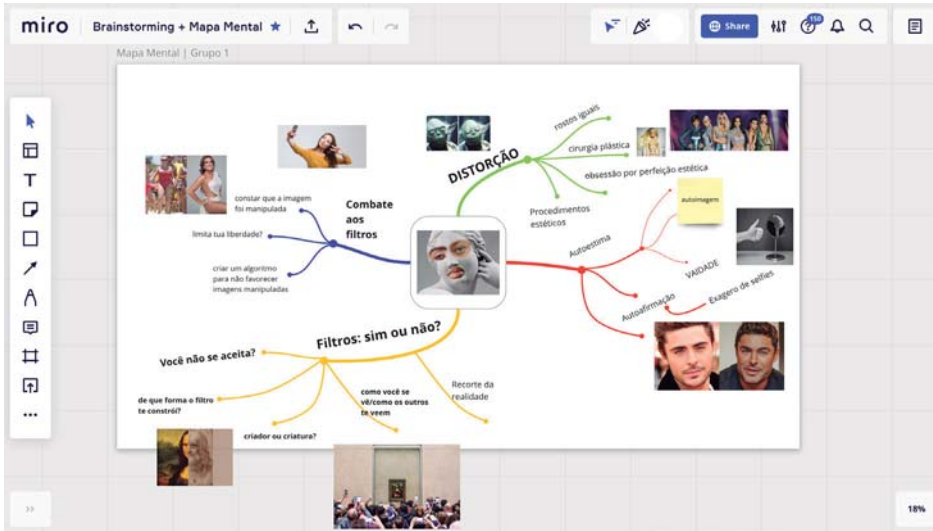 miro
Brainstorming + Mapa Mental
Share
150
Mapa Mental | Grupo 1
DISTORÇÃO
rostos iguais
cirurgia plástica
obsessão por perfeição estética
Procedimentos
estéticos
Combate
aos
filtros
constar que a imagem
foi manipulada
limita tua liberdade?
criar um algoritmo
para não favorecer
imagens manipuladas
autoimagem
Autoestima
VAIDADE
Autoafirmação
Exagero de selfies
Filtros: sim ou não?
Você não se aceita?
de que forma o filtro
te constrói?
criador ou criatura?
como você se
vê/como os outros
te veem
Recorte da
realidade
18%